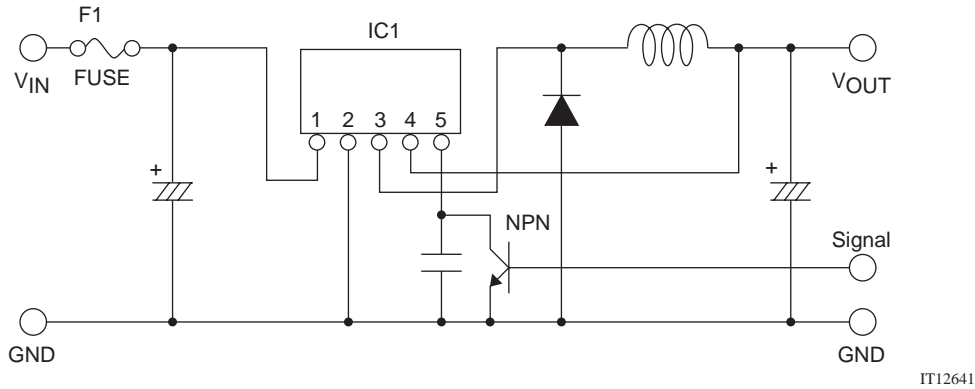 F1
IC1
VIN
FUSE
VOUT
1 2 3 4 5
+
+
NPN
Signal
GND
GND
IT12641